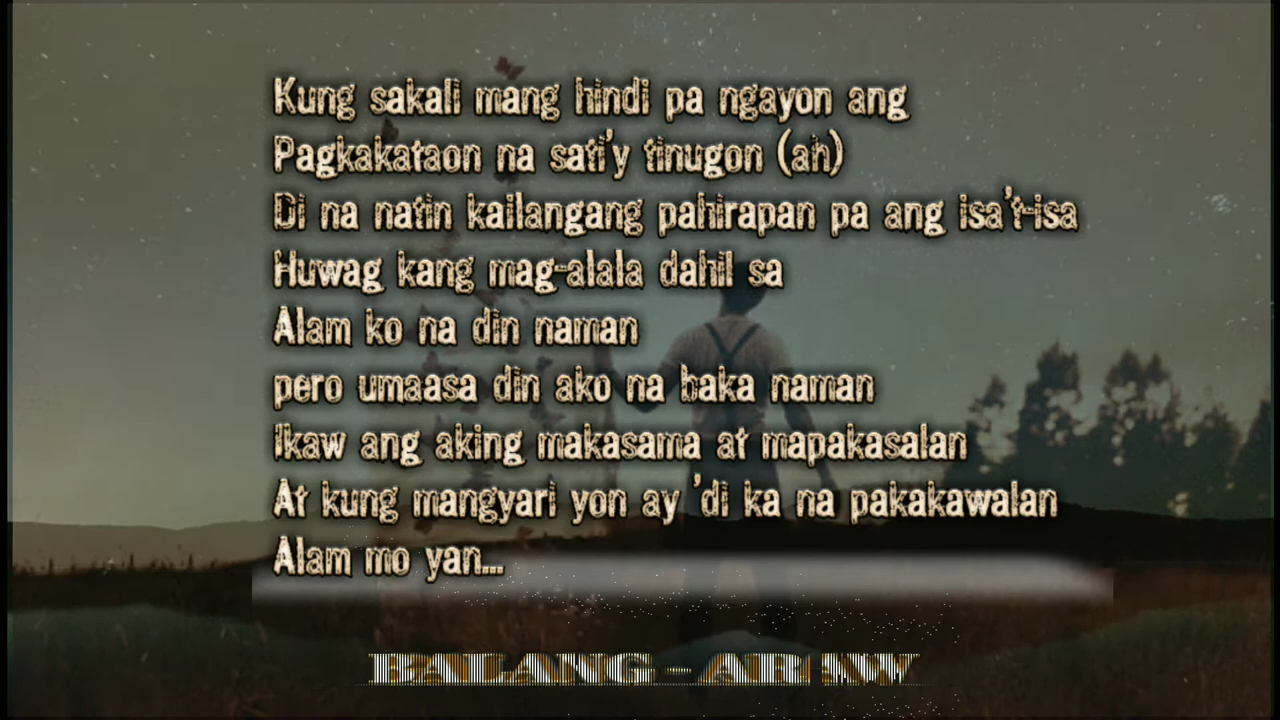 Kung sakali mang hindi pa ngayon ang
Pagkakataon na sati'y tinugon (ah)
Di na natin kailangang pahirapan pa ang isa't-isa
Huwag kang mag-alala dahil sa
Alam ko na din naman
pero umaasa din ako na baka naman
Ikaw ang aking makasama at mapakasalan
At kung mangyari yon ay 'di ka na pakakawalan
Alam mo yan...
BALANG - ARAW